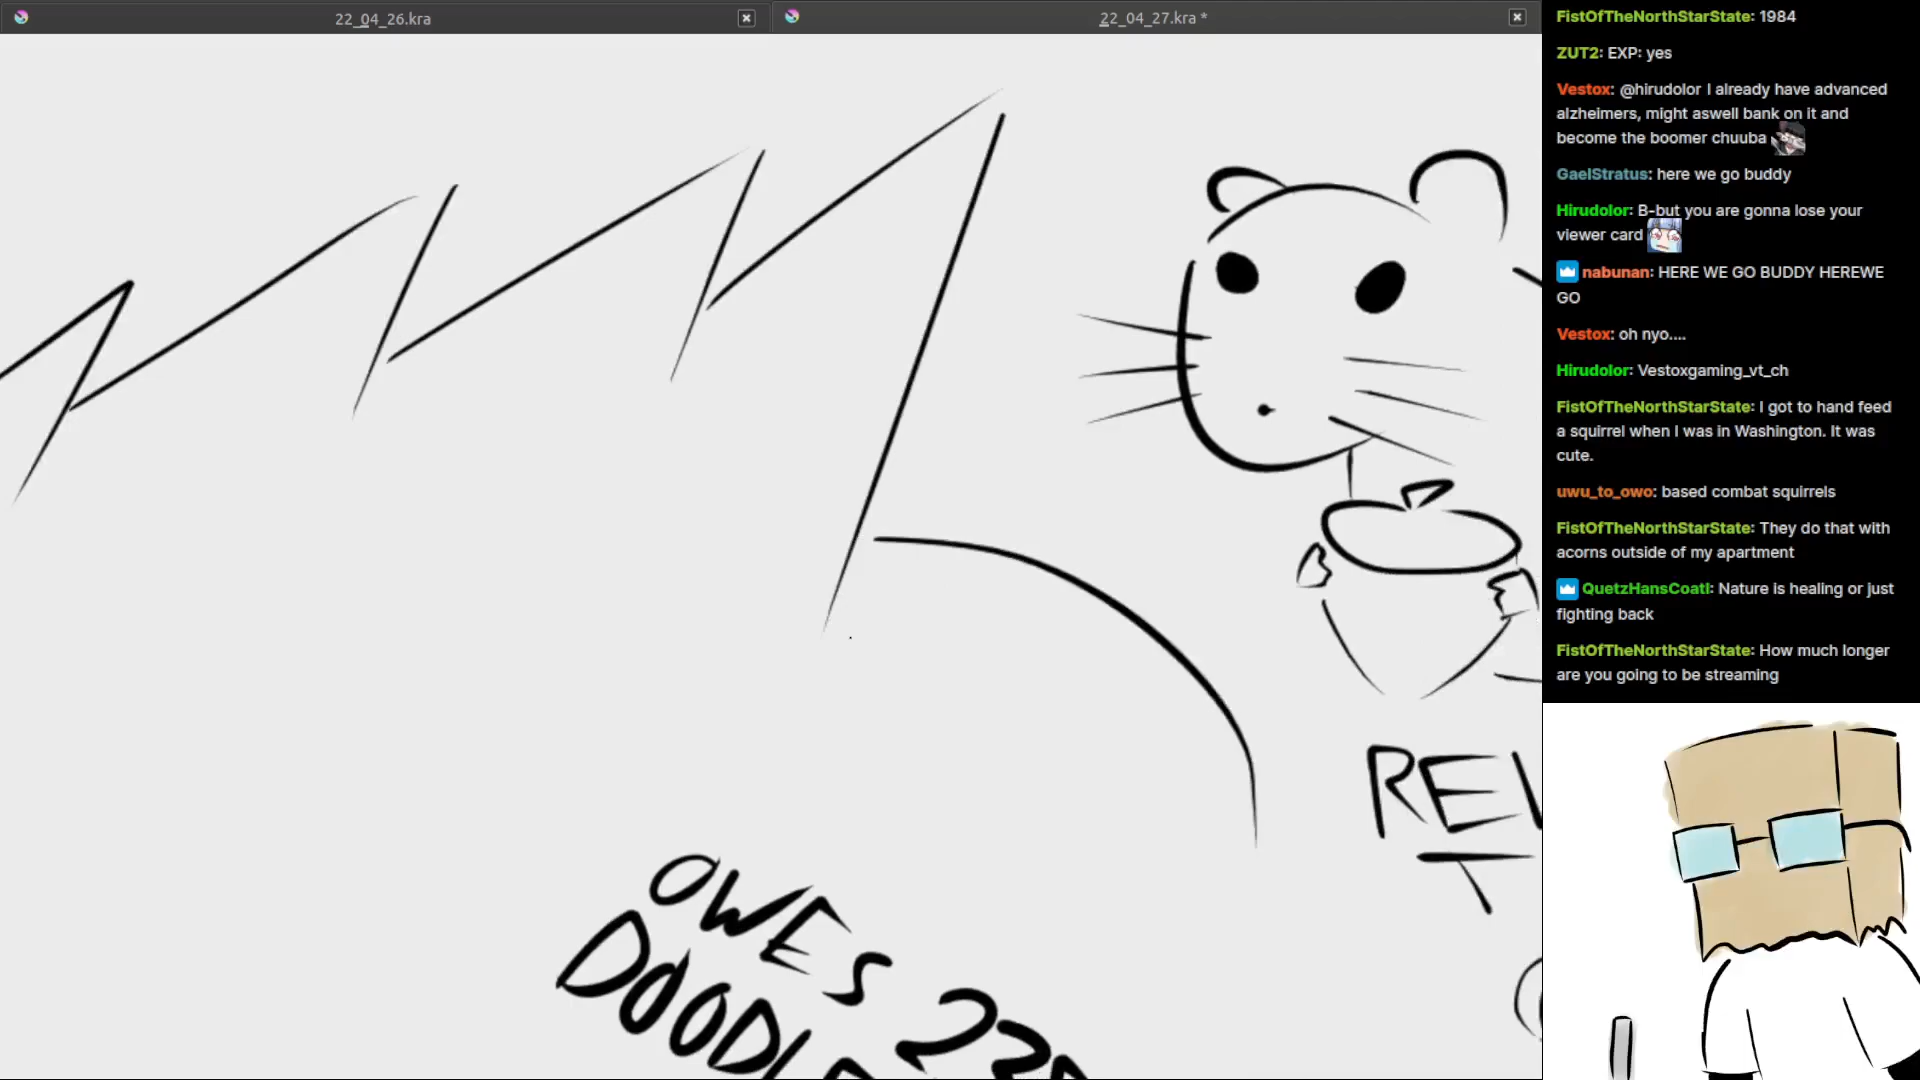 22_04_26.kra
22_04_27.kra *
FistOfTheNorthStarState: 1984
ZUT2: EXP: yes
Vestox: @hirudolor I already have advanced
alzheimers, might aswell bank on it and
become the boomer chuuba
GaelStratus: here we go buddy
Hirudolor: B-but you are gonna lose your
viewer card
nabunan: HERE WE GO BUDDY HEREWE
GO
Vestox: oh nyo....
Hirudolor: Vestoxgaming_vt_ch
FistOfTheNorthStarState: I got to hand feed
a squirrel when I was in Washington. It was
cute.
uwu_to_owo: based combat squirrels
FistOfTheNorthStarState: They do that with
acorns outside of my apartment
QuetzHansCoatl: Nature is healing or just
fighting back
FistOfTheNorthStarState: How much longer
are you going to be streaming
OWES